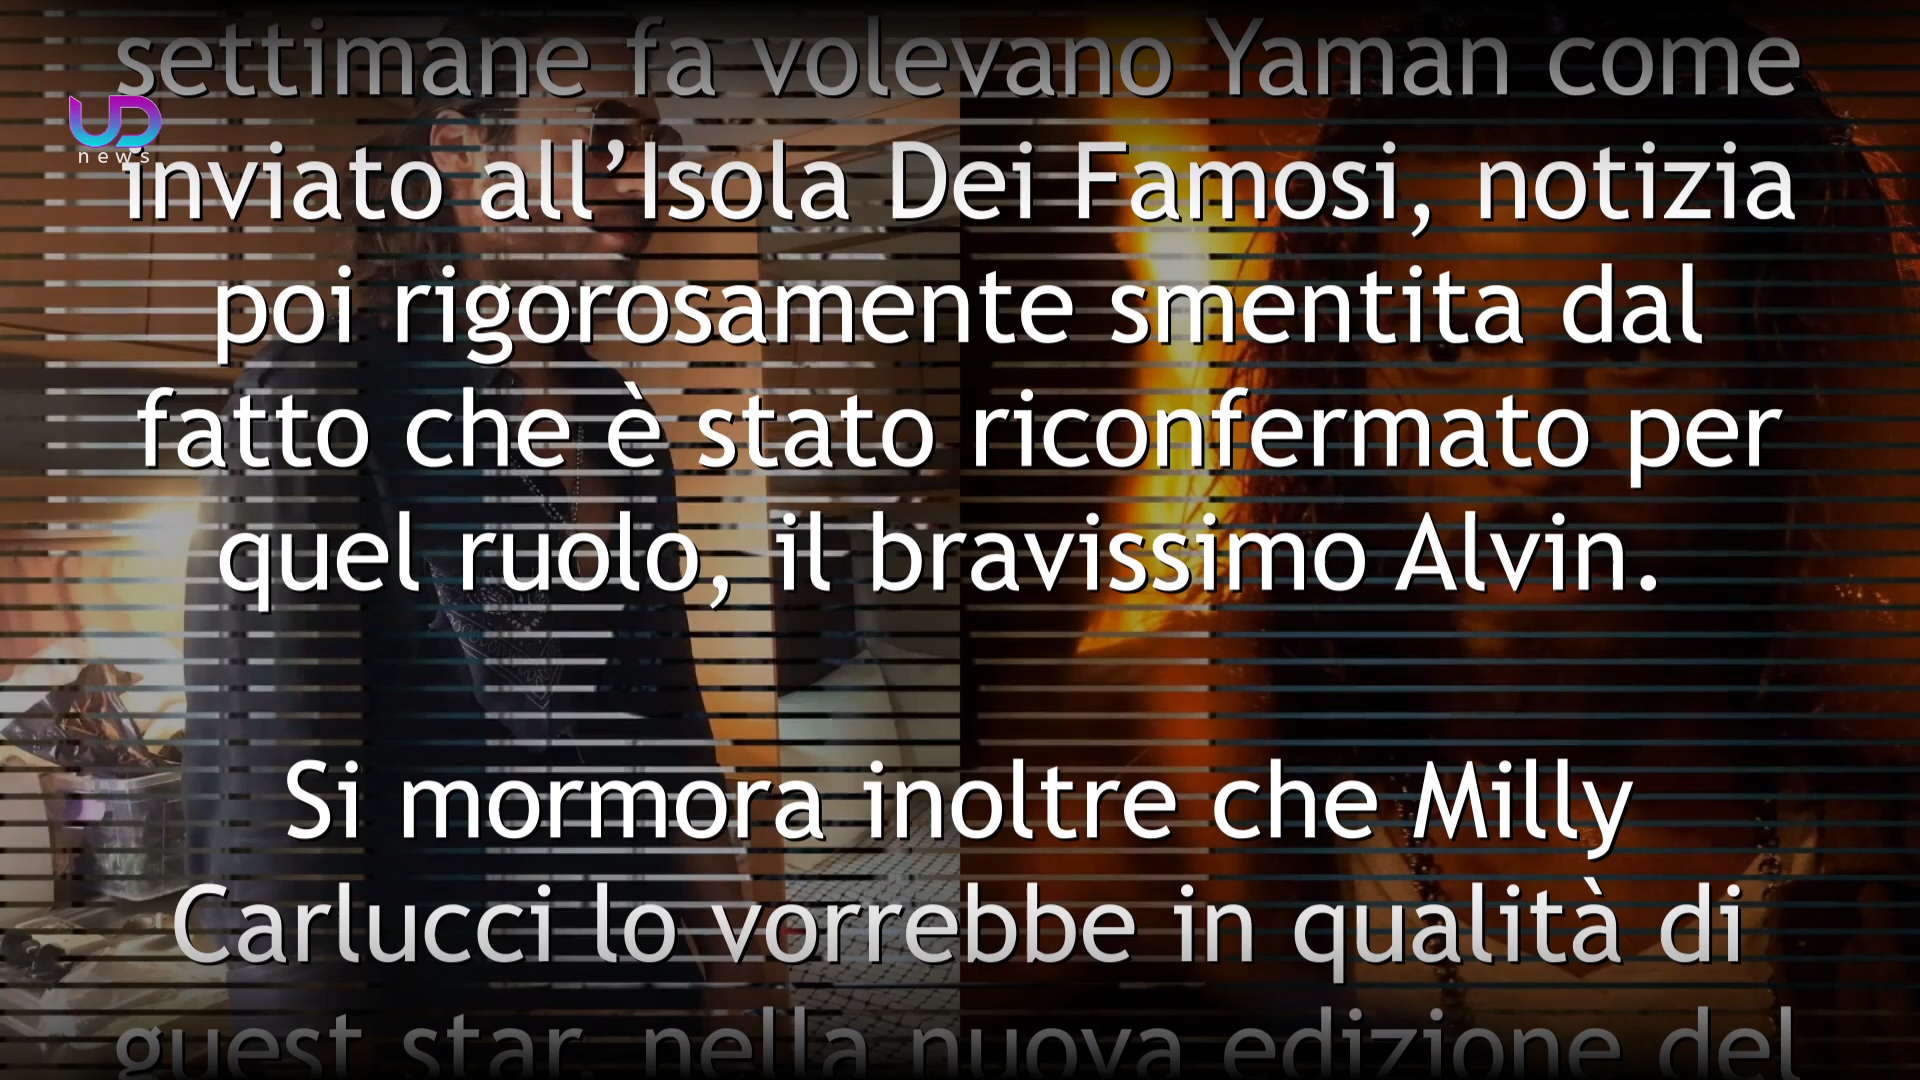 settimane fa volevano Yaman come
UD
news
inviato all’Isola Dei Famosi, notizia
poi rigorosamente smentita dal
fatto che è stato riconfermato per
quel ruolo, il bravissimo Alvin.
Si mormora inoltre che Milly
Carlucci lo vorrebbe in qualità di
guest star, nella nuova edizione del